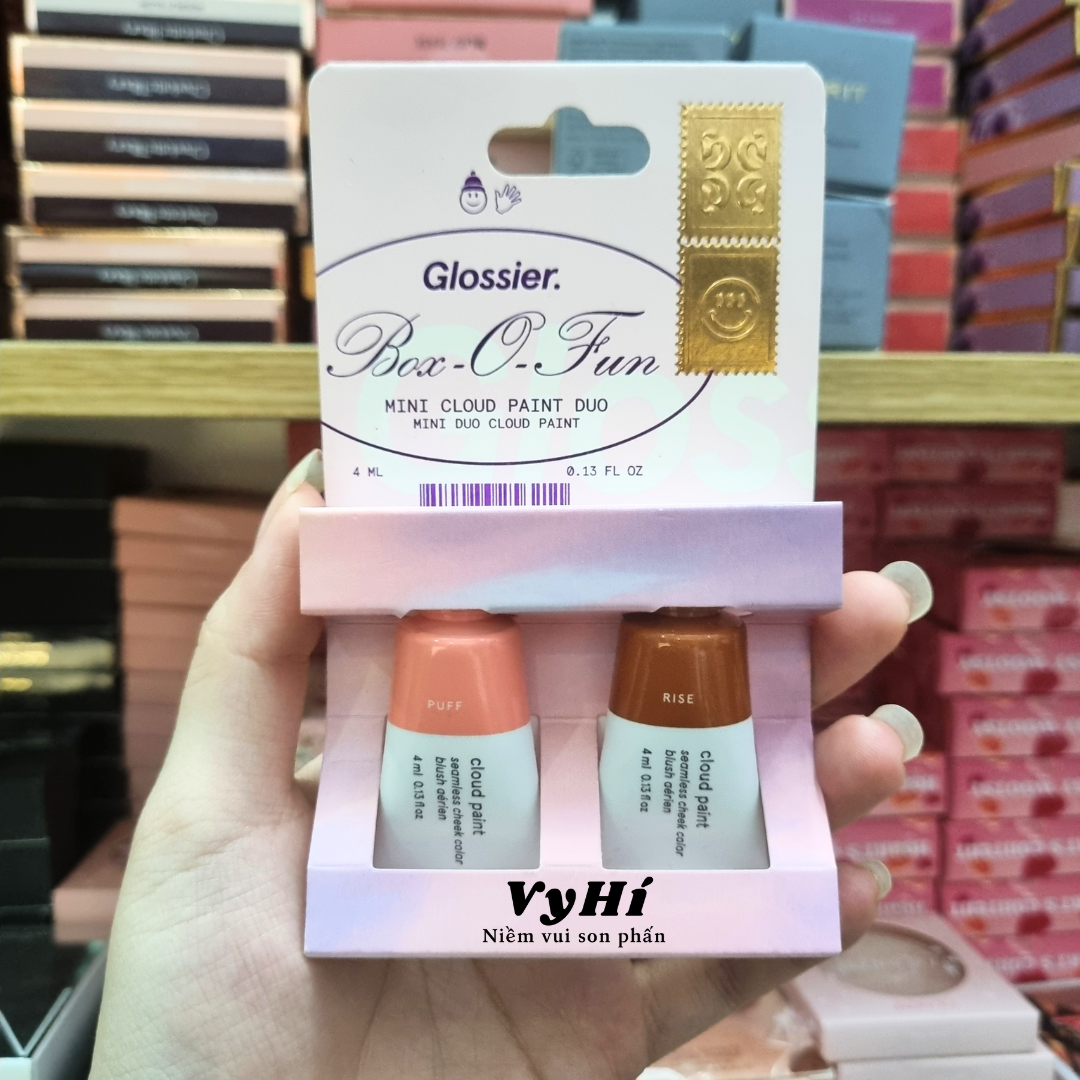 Glossier.
Box-O-Fun
MINI CLOUD PAINT DUO
MINI DUO CLOUD PAINT
4 ML
0.13 FL OZ
PUFF
cloud paint
seamless cheek color
blush aérien
4 ml 0.13 fl oz
RISE
cloud paint
seamless cheek color
blush aérien
4 ml 0.13 fl oz
VyHí
Niềm vui son phấn